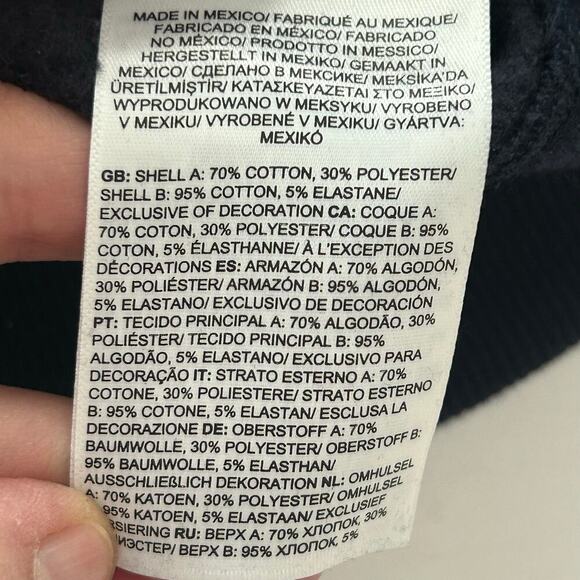 MADE IN MEXICO/ FABRIQUÉ AU MEXIQUE/
FABRICADO EN MÉXICO/ FABRICADO
NO MÉXICO/ PRODOTTO IN MESSICO/
HERGESTELLT IN MEXIKO/ GEMAAKT IN
MEXICO/ СДЕЛАНО В МЕКСИКЕ/ MEKSİKA'DA
ÜRETİLMİŞTİR/ ΚΑΤΑΣΚΕΥΑΖΕΤΑΙ ΣΤΟ ΜΕΞΙΚΟ/
WYPRODUKOWANO W MEKSYKU/ VYROBENO
V MEXIKU/ VYROBENÉ V MEXIKU/ GYÁRTVA:
MEXIKÓ
GB: SHELL A: 70% COTTON, 30% POLYESTER/
SHELL B: 95% COTTON, 5% ELASTANE/
EXCLUSIVE OF DECORATION CA: COQUE A:
70% COTON, 30% POLYESTER/ COQUE B: 95%
COTON, 5% ÉLASTHANNE/ À L'EXCEPTION DES
DÉCORATIONS ES: ARMAZÓN A: 70% ALGODÓN,
30% POLIÉSTER/ ARMAZÓN B: 95% ALGODÓN,
5% ELASTANO/ EXCLUSIVO DE DECORACIÓN
PT: TECIDO PRINCIPAL A: 70% ALGODÃO, 30%
POLIÉSTER/ TECIDO PRINCIPAL B: 95%
ALGODÃO, 5% ELASTANO/ EXCLUSIVO PARA
DECORAÇÃO IT: STRATO ESTERNO A: 70%
COTONE, 30% POLIESTERE/ STRATO ESTERNO
B: 95% COTONE, 5% ELASTAN/ ESCLUSA LA
DECORAZIONE DE: OBERSTOFF A: 70%
BAUMWOLLE, 30% POLYESTER/ OBERSTOFF B:
95% BAUMWOLLE, 5% ELASTHAN/
AUSSCHLIEßLICH DEKORATION NL: OMHULSEL
A: 70% KATOEN, 30% POLYESTER/ OMHULSEL
95% KATOEN, 5% ELASTAAN/ EXCLUSIEF
RU: ВЕРХ A: 70% ХЛОПОК, 30%
ВЕРХ B: 95% ХЛОПОК, 5%